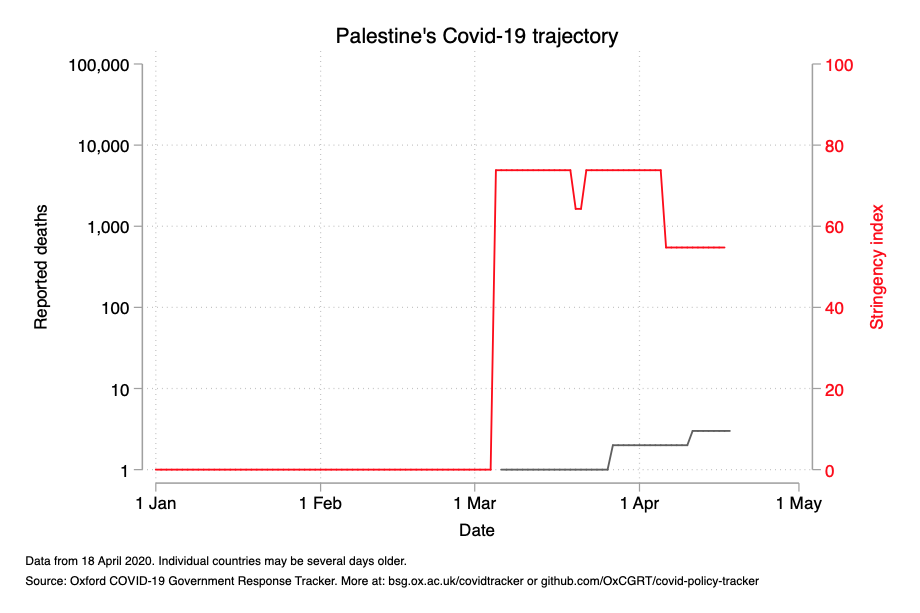 Palestine's Covid-19 trajectory
100,000
10,000
1,000
100
10
1
Reported deaths
100
80
60
40
20
0
Stringency index
1 Jan
1 Feb
1 Mar
1 Apr
1 May
Date
Data from 18 April 2020. Individual countries may be several days older.
Source: Oxford COVID-19 Government Response Tracker. More at: bsg.ox.ac.uk/covidtracker or github.com/OxCGRT/covid-policy-tracker